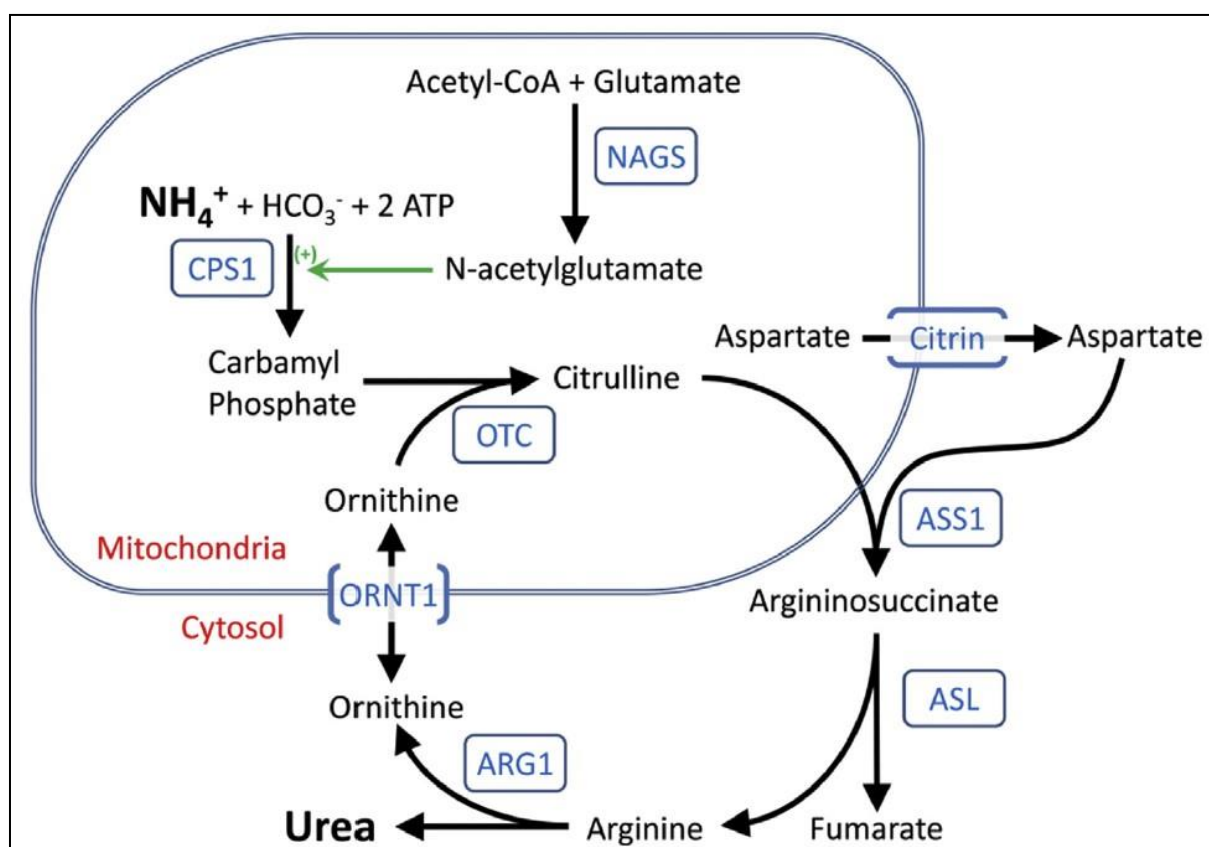 Acetyl-CoA + Glutamate
NAGS
NH₄⁺ + HCO₃⁻ + 2 ATP
CPS1
(+)
N-acetylglutamate
Aspartate
Citrin
Aspartate
Carbamyl
Phosphate
Citrulline
OTC
Ornithine
ASS1
Mitochondria
ORNT1
Argininosuccinate
Cytosol
Ornithine
ASL
ARG1
Urea
Arginine
Fumarate